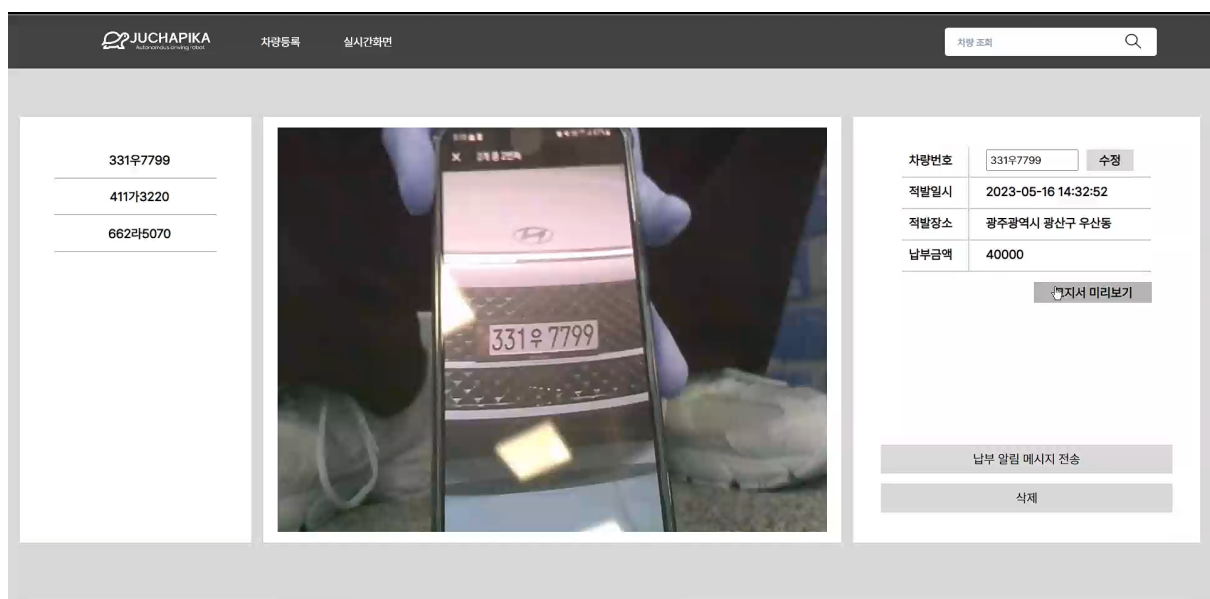 JUCHAPIKA
Autonomous driving robot
차량등록
실시간화면
차량 조회
331우7799
411가3220
662라5070
331우 7799
차량번호 331우7799 수정
적발일시 2023-05-16 14:32:52
적발장소 광주광역시 광산구 우산동
납부금액 40000
지서 미리보기
납부 알림 메시지 전송
삭제